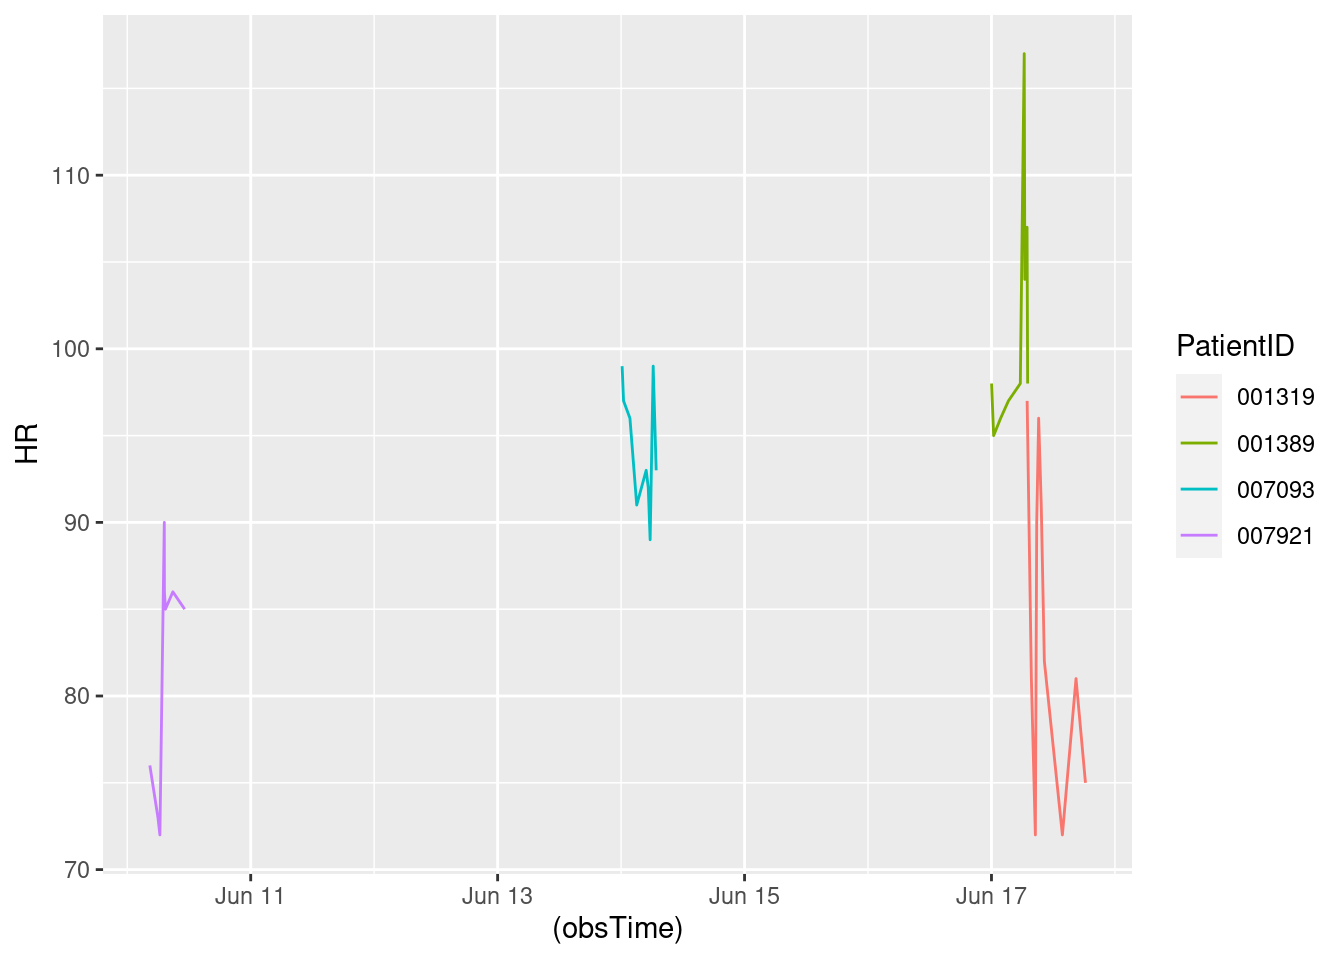 110
100
90
80
70
HR
Jun 11
Jun 13
Jun 15
Jun 17
(obsTime)
PatientID
001319
001389
007093
007921